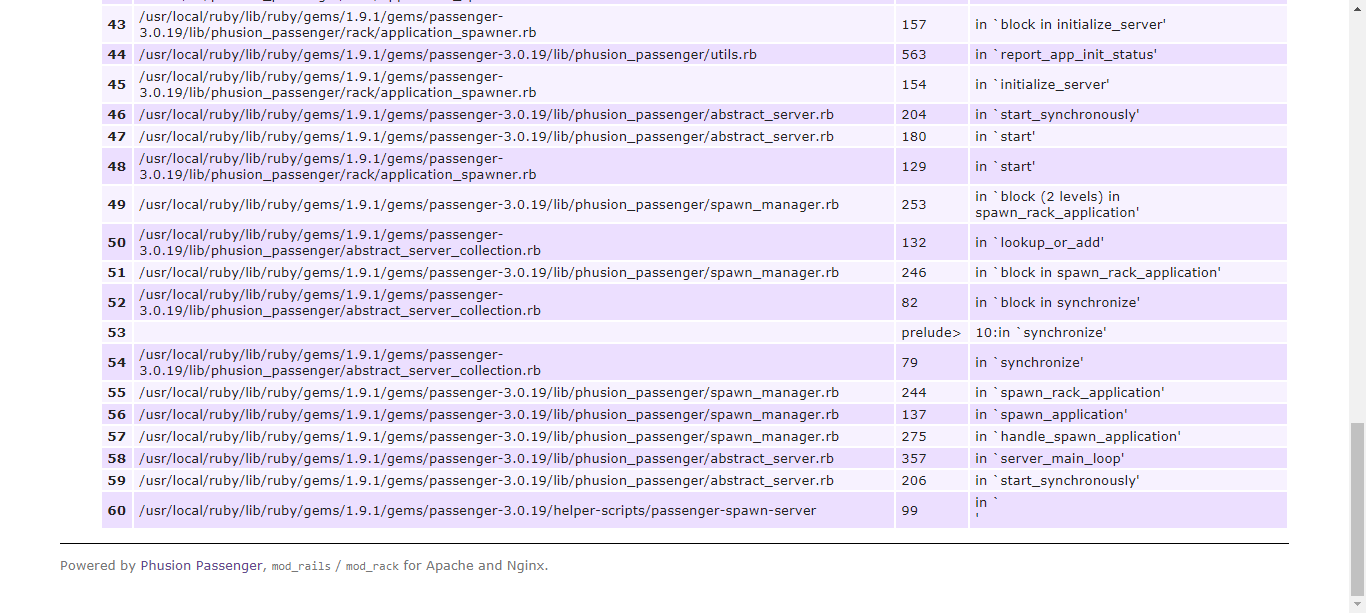 43 /usr/local/ruby/lib/ruby/gems/1.9.1/gems/passenger- 157 in `block in initialize_server'
3.0.19/lib/phusion_passenger/rack/application_spawner.rb
44 /usr/local/ruby/lib/ruby/gems/1.9.1/gems/passenger-3.0.19/lib/phusion_passenger/utils.rb 563 in `report_app_init_status'
45 /usr/local/ruby/lib/ruby/gems/1.9.1/gems/passenger- 154 in `initialize_server'
3.0.19/lib/phusion_passenger/rack/application_spawner.rb
46 /usr/local/ruby/lib/ruby/gems/1.9.1/gems/passenger-3.0.19/lib/phusion_passenger/abstract_server.rb 204 in `start_synchronously'
47 /usr/local/ruby/lib/ruby/gems/1.9.1/gems/passenger-3.0.19/lib/phusion_passenger/abstract_server.rb 180 in `start'
48 /usr/local/ruby/lib/ruby/gems/1.9.1/gems/passenger- 129 in `start'
3.0.19/lib/phusion_passenger/rack/application_spawner.rb
49 /usr/local/ruby/lib/ruby/gems/1.9.1/gems/passenger-3.0.19/lib/phusion_passenger/spawn_manager.rb 253 in `block (2 levels) in
spawn_rack_application'
50 /usr/local/ruby/lib/ruby/gems/1.9.1/gems/passenger- 132 in `lookup_or_add'
3.0.19/lib/phusion_passenger/abstract_server_collection.rb
51 /usr/local/ruby/lib/ruby/gems/1.9.1/gems/passenger-3.0.19/lib/phusion_passenger/spawn_manager.rb 246 in `block in spawn_rack_application'
52 /usr/local/ruby/lib/ruby/gems/1.9.1/gems/passenger- 82 in `block in synchronize'
3.0.19/lib/phusion_passenger/abstract_server_collection.rb
53 prelude> 10:in `synchronize'
54 /usr/local/ruby/lib/ruby/gems/1.9.1/gems/passenger- 79 in `synchronize'
3.0.19/lib/phusion_passenger/abstract_server_collection.rb
55 /usr/local/ruby/lib/ruby/gems/1.9.1/gems/passenger-3.0.19/lib/phusion_passenger/spawn_manager.rb 244 in `spawn_rack_application'
56 /usr/local/ruby/lib/ruby/gems/1.9.1/gems/passenger-3.0.19/lib/phusion_passenger/spawn_manager.rb 137 in `spawn_application'
57 /usr/local/ruby/lib/ruby/gems/1.9.1/gems/passenger-3.0.19/lib/phusion_passenger/spawn_manager.rb 275 in `handle_spawn_application'
58 /usr/local/ruby/lib/ruby/gems/1.9.1/gems/passenger-3.0.19/lib/phusion_passenger/abstract_server.rb 357 in `server_main_loop'
59 /usr/local/ruby/lib/ruby/gems/1.9.1/gems/passenger-3.0.19/lib/phusion_passenger/abstract_server.rb 206 in `start_synchronously'
60 /usr/local/ruby/lib/ruby/gems/1.9.1/gems/passenger-3.0.19/helper-scripts/passenger-spawn-server 99 in `
'
Powered by Phusion Passenger, mod_rails / mod_rack for Apache and Nginx.